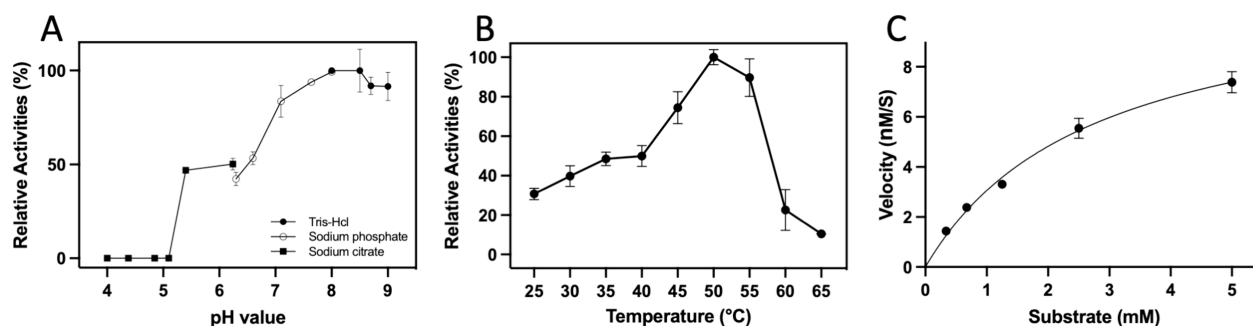 A
Relative Activities (%)
100
50
0
4 5 6 7 8 9
pH value
Tris-Hcl
Sodium phosphate
Sodium citrate
B
Relative Activities (%)
100
80
60
40
20
0
25 30 35 40 45 50 55 60 65
Temperature (°C)
C
Velocity (nM/S)
8
6
4
2
0
0 1 2 3 4 5
Substrate (mM)